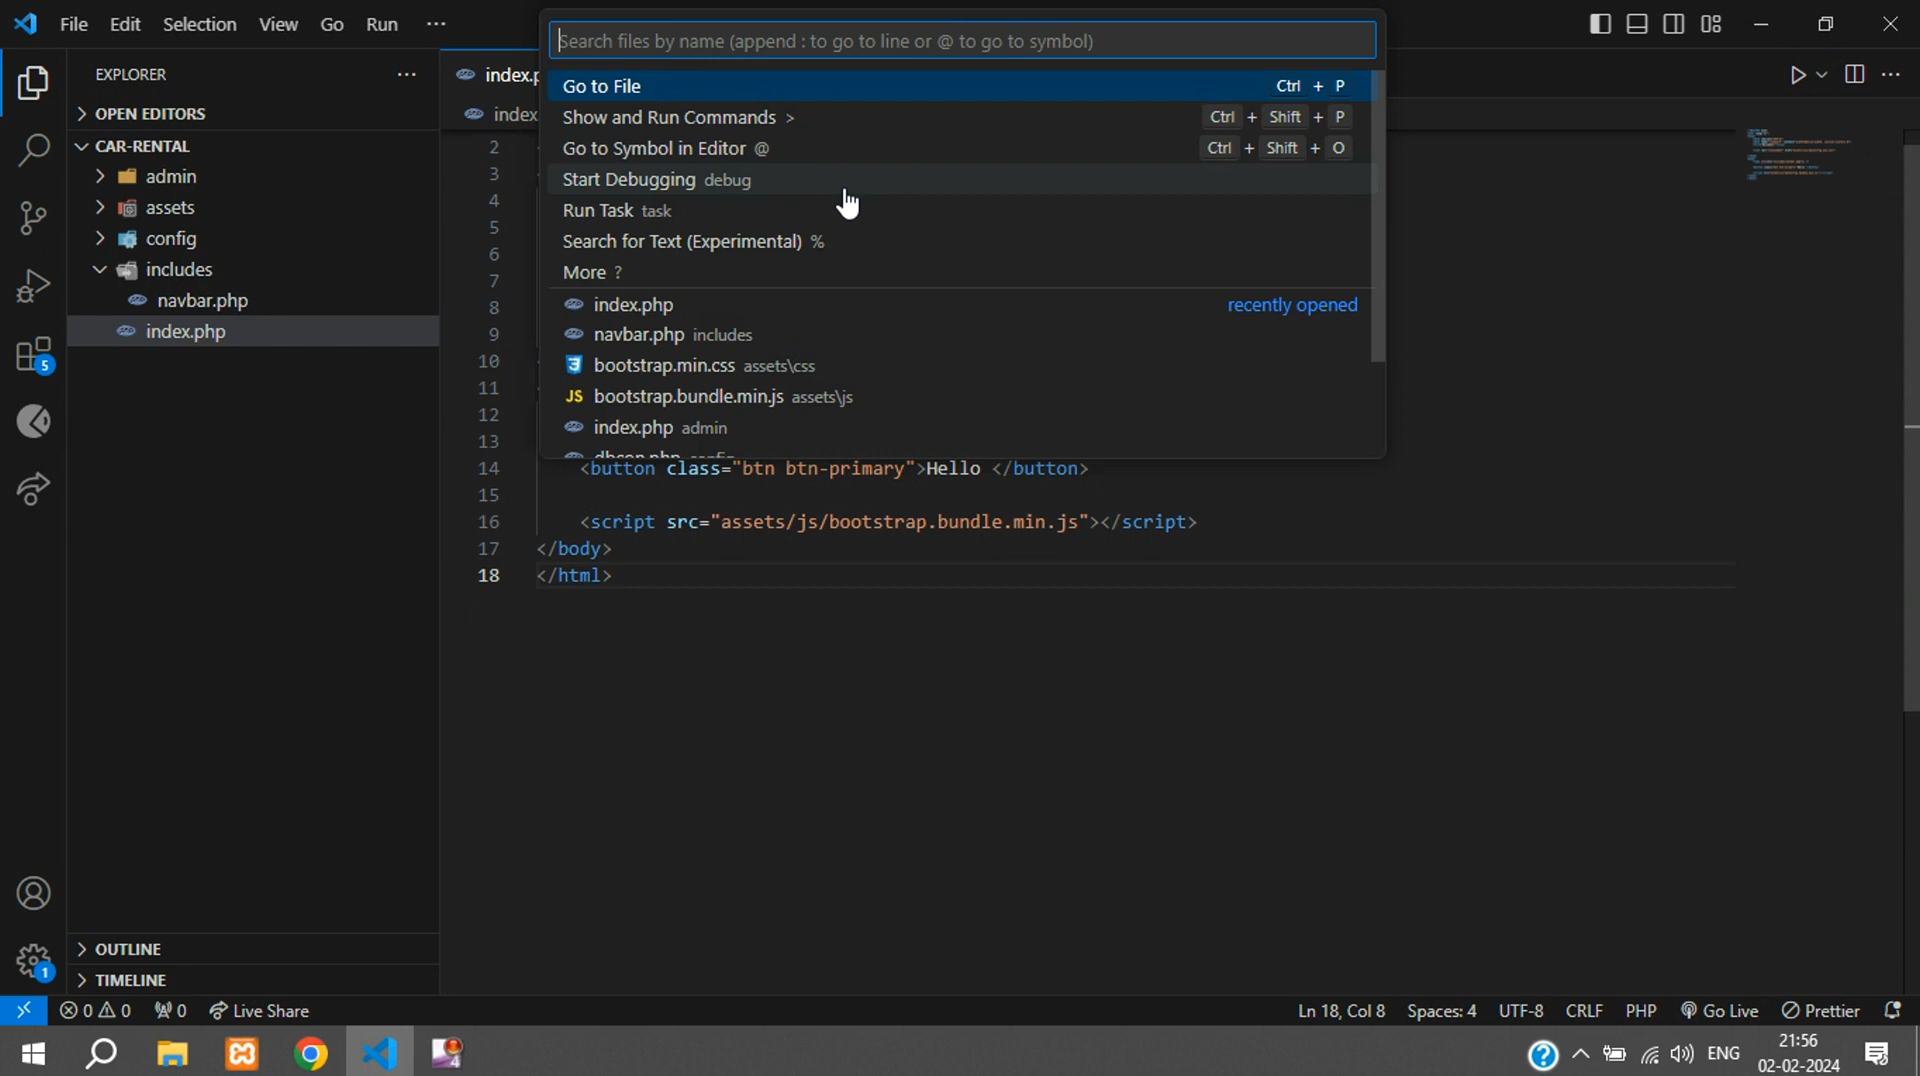 File Edit Selection View Go Run ···
Search files by name (append : to go to line or @ to go to symbol)
EXPLORER ···
index.p
OPEN EDITORS
index
CAR-RENTAL
admin
assets
config
includes
navbar.php
index.php
OUTLINE
TIMELINE
Go to File Ctrl + P
Show and Run Commands > Ctrl + Shift + P
Go to Symbol in Editor @ Ctrl + Shift + O
Start Debugging debug
Run Task task
Search for Text (Experimental) %
More ?
index.php recently opened
navbar.php includes
bootstrap.min.css assets\css
JS bootstrap.bundle.min.js assets\js
index.php admin
dbcon.php config
2
3
4
5
6
7
8
9
10
11
12
13
14 <button class="btn btn-primary">Hello </button>
15
16 <script src="assets/js/bootstrap.bundle.min.js"></script>
17 </body>
18 </html>
5
1
0 0 0 Live Share Ln 18, Col 8 Spaces: 4 UTF-8 CRLF PHP Go Live Prettier
4 ENG 21:56
02-02-2024